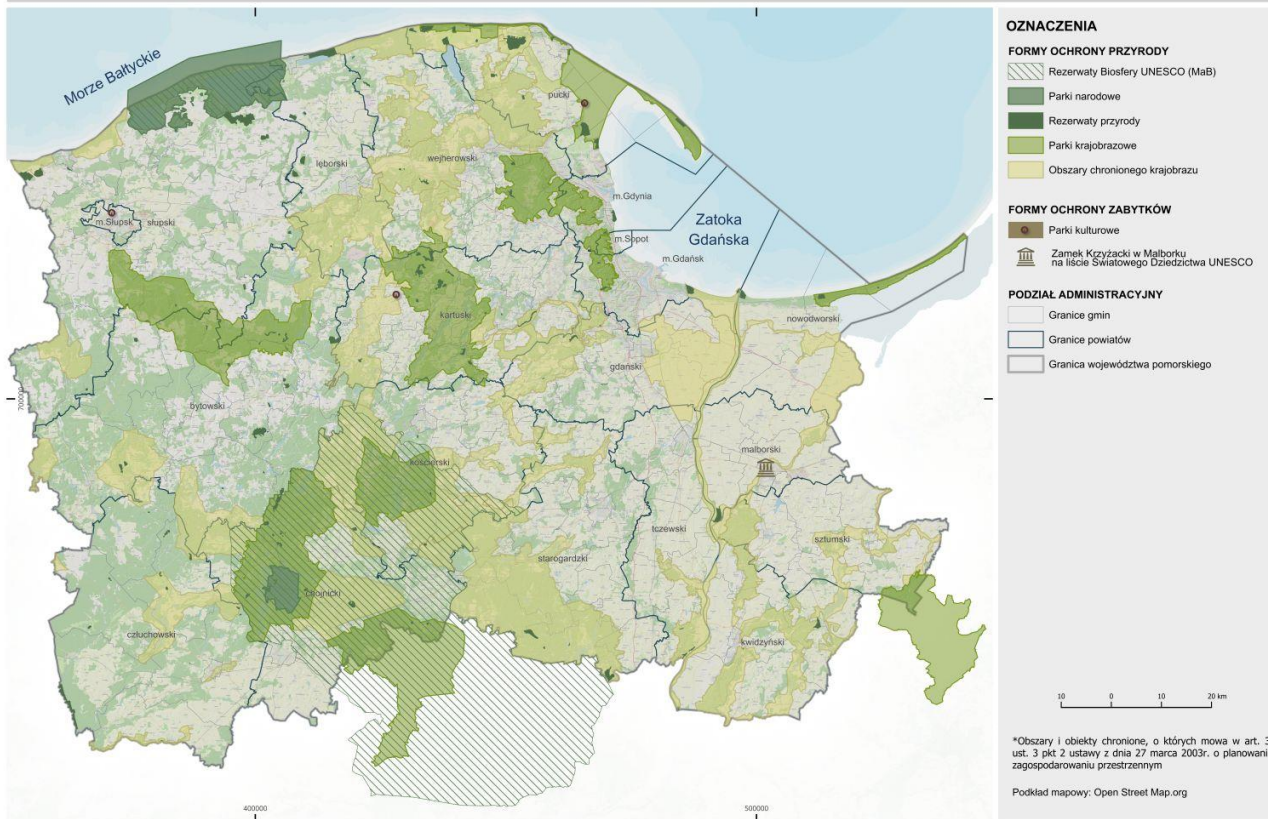 Morze Bałtyckie
pucki
lęborski
wejherowski
m.Gdynia
m.Słupsk
słupski
Zatoka
Gdańska
m.Sopot
m.Gdańsk
kartuski
nowodworski
gdański
bytowski
700000
kościerski
malborski
tczewski
sztumski
starogardzki
chojnicki
człuchowski
kwidzyński
400000
500000
OZNACZENIA
FORMY OCHRONY PRZYRODY
Rezerwaty Biosfery UNESCO (MaB)
Parki narodowe
Rezerwaty przyrody
Parki krajobrazowe
Obszary chronionego krajobrazu
FORMY OCHRONY ZABYTKÓW
Parki kulturowe
Zamek Krzyżacki w Malborku
na liście Światowego Dziedzictwa UNESCO
PODZIAŁ ADMINISTRACYJNY
Granice gmin
Granice powiatów
Granica województwa pomorskiego
10 0 10 20 km
*Obszary i obiekty chronione, o których mowa w art. 3
ust. 3 pkt 2 ustawy z dnia 27 marca 2003r. o planowani
zagospodarowaniu przestrzennym
Podkład mapowy: Open Street Map.org